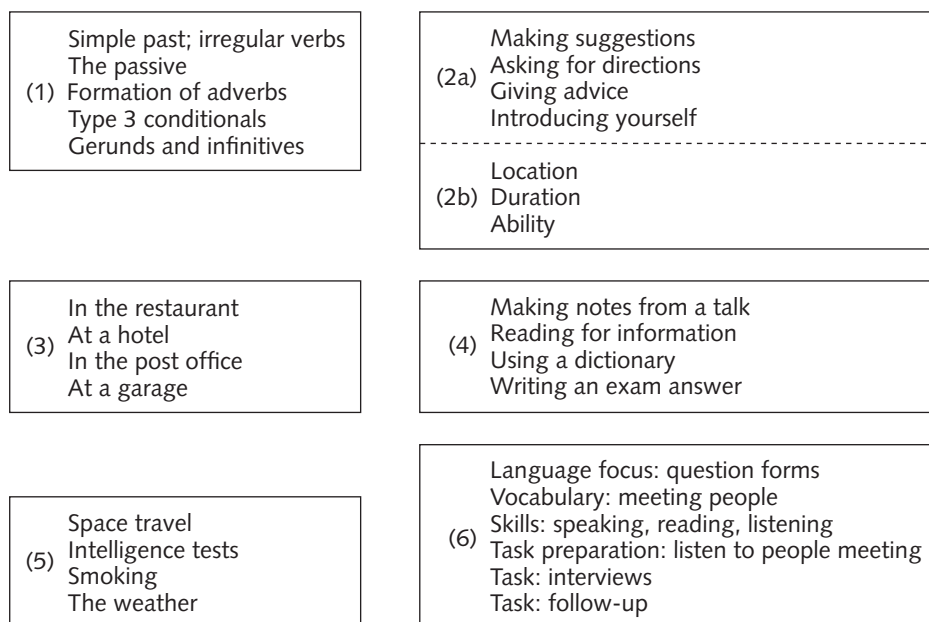 Simple past; irregular verbs
The passive
(1) Formation of adverbs
Type 3 conditionals
Gerunds and infinitives
Making suggestions
(2a) Asking for directions
Giving advice
Introducing yourself
Location
(2b) Duration
Ability
In the restaurant
At a hotel
(3) In the post office
At a garage
Making notes from a talk
(4) Reading for information
Using a dictionary
Writing an exam answer
Space travel
(5) Intelligence tests
Smoking
The weather
Language focus: question forms
Vocabulary: meeting people
(6) Skills: speaking, reading, listening
Task preparation: listen to people meeting
Task: interviews
Task: follow-up